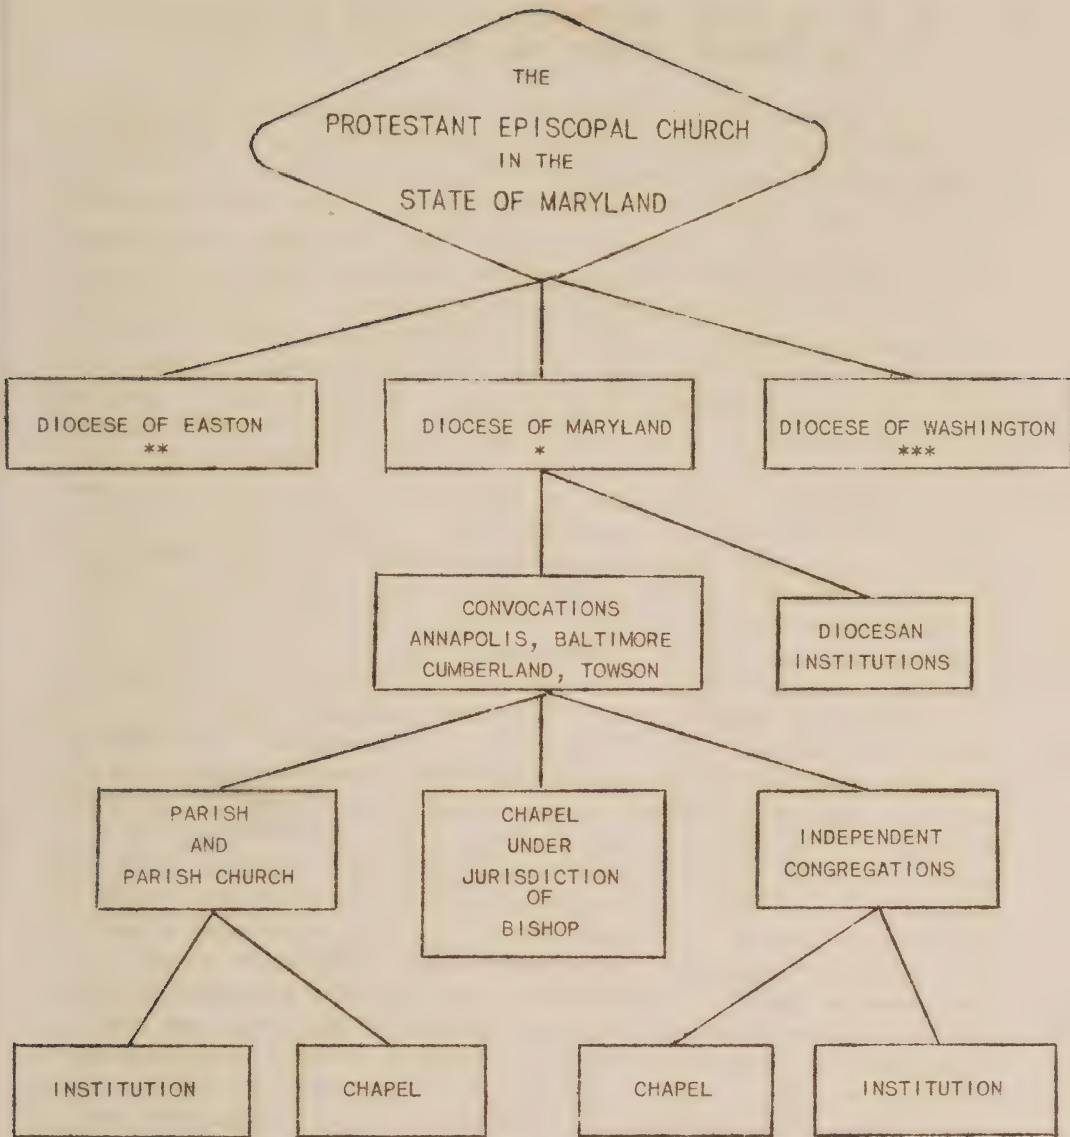 THE
PROTESTANT EPISCOPAL CHURCH
IN THE
STATE OF MARYLAND
DIOCESE OF EASTON
**
DIOCESE OF MARYLAND
*
DIOCESE OF WASHINGTON
***
CONVOCATIONS
ANNAPOLIS, BALTIMORE
CUMBERLAND, TOWSON
DIOCESAN
INSTITUTIONS
PARISH
AND
PARISH CHURCH
CHAPEL
UNDER
JURISDICTION
OF
BISHOP
INDEPENDENT
CONGREGATIONS
INSTITUTION
CHAPEL
CHAPEL
INSTITUTION